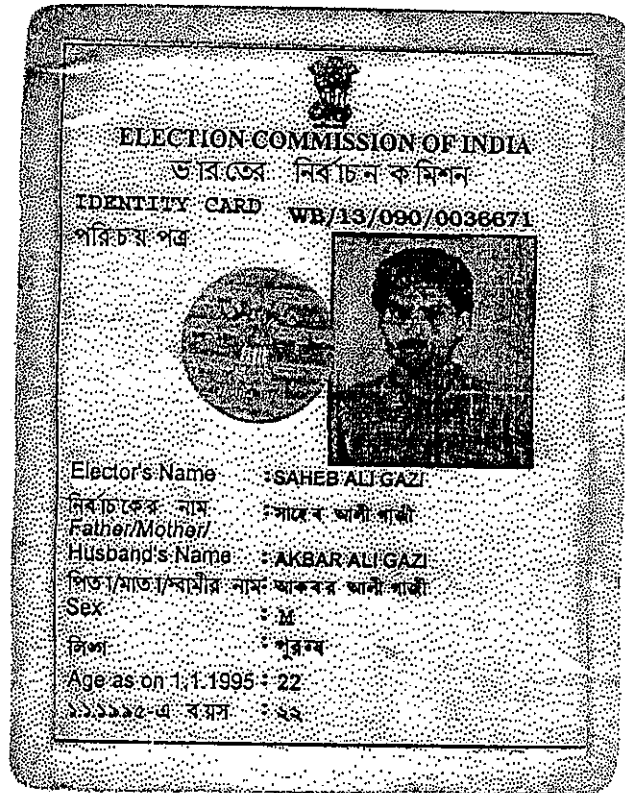 ELECTION COMMISSION OF INDIA
ভারতের নির্বাচন কমিশন
IDENTITY CARD WB/13/090/0036671
পরিচয় পত্র
Elector's Name : SAHEB ALI GAZI
নির্বাচকের নাম : সাহেব আলী গাজী
Father/Mother/
Husband's Name : AKBAR ALI GAZI
পিতা/মাতা/স্বামীর নাম : আকবর আলী গাজী
Sex : M
লিঙ্গ : পুরুষ
Age as on 1.1.1995 : 22
১.১.১৯৯৫-এ বয়স : ২২